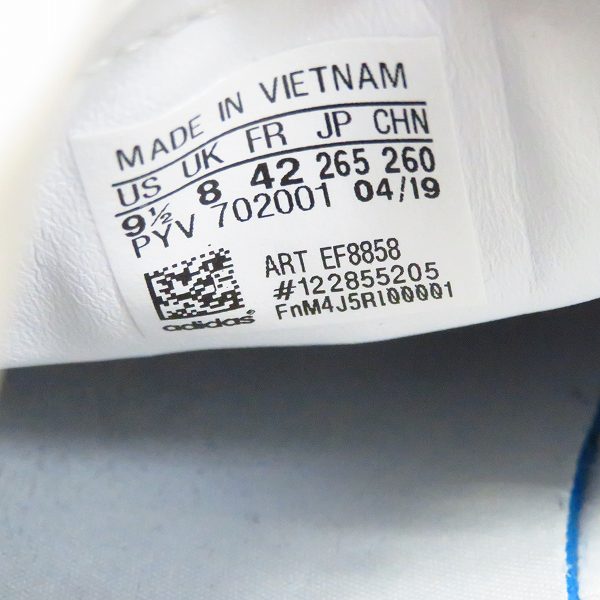 MADE IN VIETNAM
US UK FR JP CHN
9½ 8 42 265 260
PYV 702001 04/19
ART EF8858
#122855205
FnM4J5RI00001
adidas